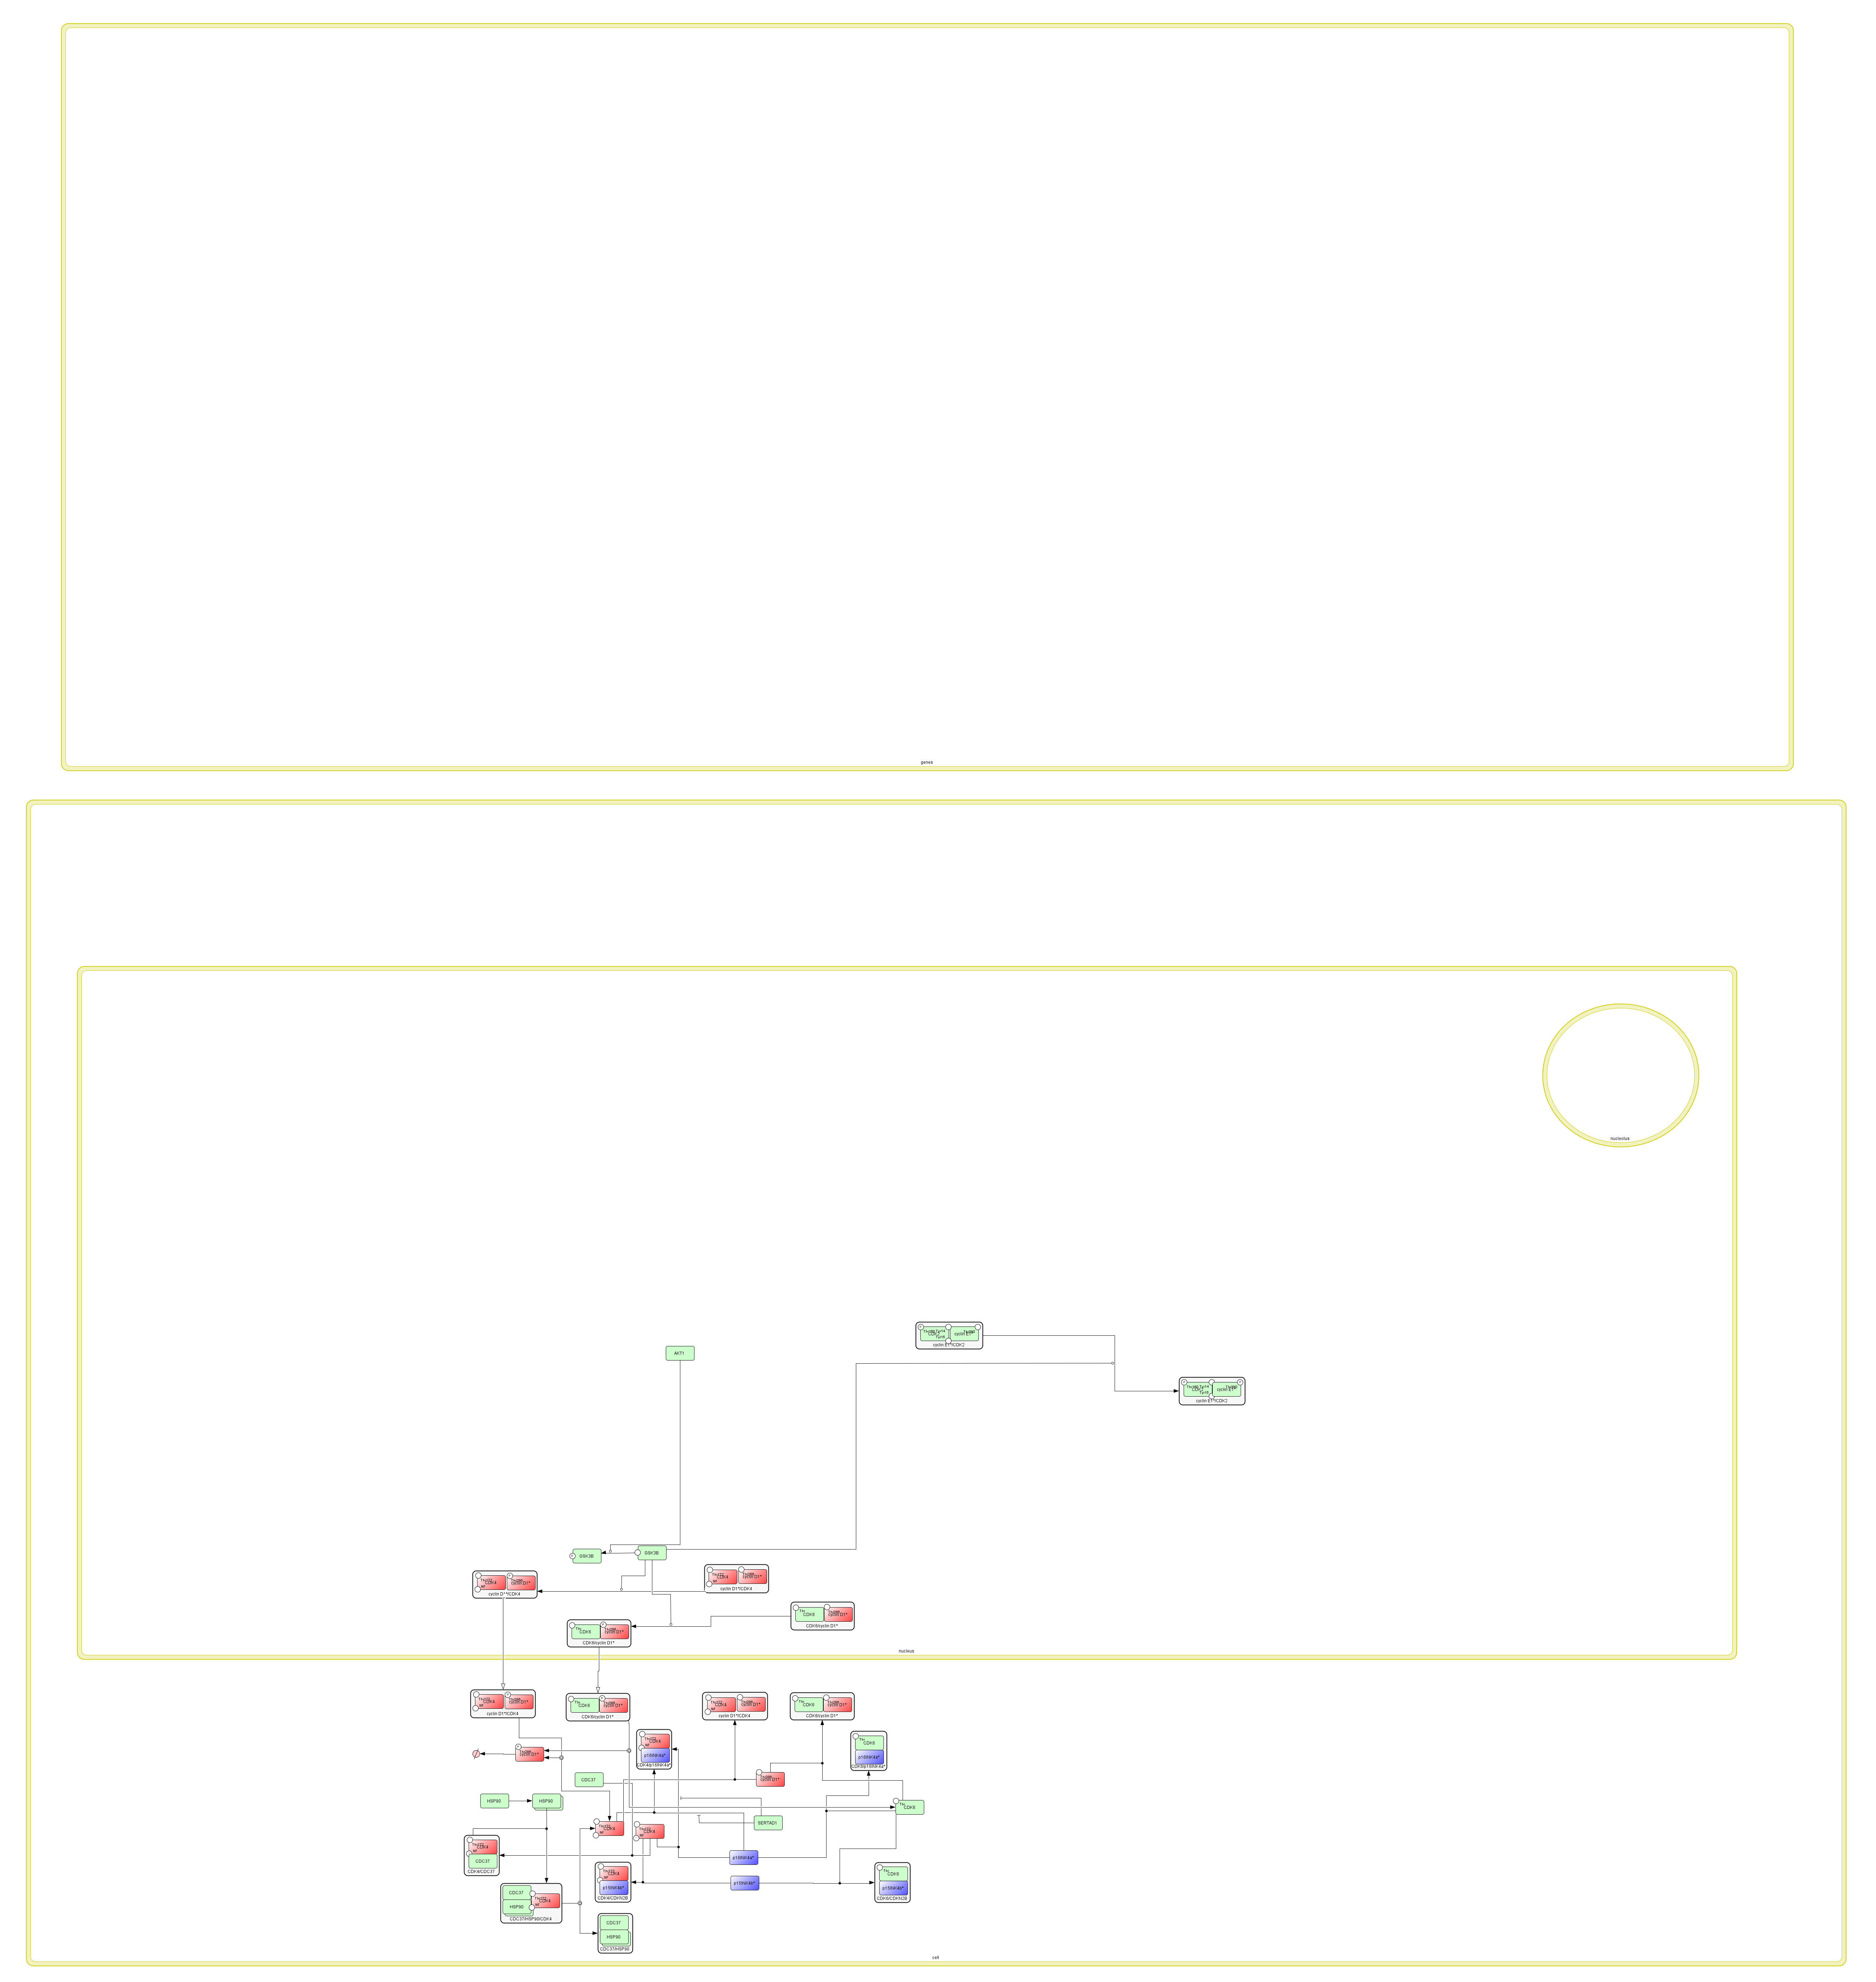 genes
nucleolus
cyclin E1*/CDK2
AKT1
cyclin E1*/CDK2
GSK3B
GSK3B
CDK4
cyclin D1*
cyclin D1*/CDK4
CDK4
cyclin D1*
cyclin D1*/CDK4
CDK6
cyclin D1*
CDK6/cyclin D1*
CDK6
cyclin D1*
CDK6/cyclin D1*
nucleus
CDK4
cyclin D1*
cyclin D1*/CDK4
CDK6
cyclin D1*
CDK6/cyclin D1*
CDK4
cyclin D1*
cyclin D1*/CDK4
CDK6
cyclin D1*
CDK6/cyclin D1*
CDK4
p16INK4a*
CDK4/p16INK4a*
CDK6
p16INK4a*
CDK6/p16INK4a*
cyclin D1*
cyclin D1*
CDC37
HSP90
HSP90
CDK6
SERTAD1
CDK4
CDK4
CDK4
CDC37
CDK4/CDC37
p16INK4a*
CDK4
p15INK4b*
CDK4/CDKN2B
p15INK4b*
CDK6
p15INK4b*
CDK6/CDKN2B
CDC37
HSP90
CDK4
CDC37/HSP90/CDK4
CDC37
HSP90
CDC37/HSP90
cell